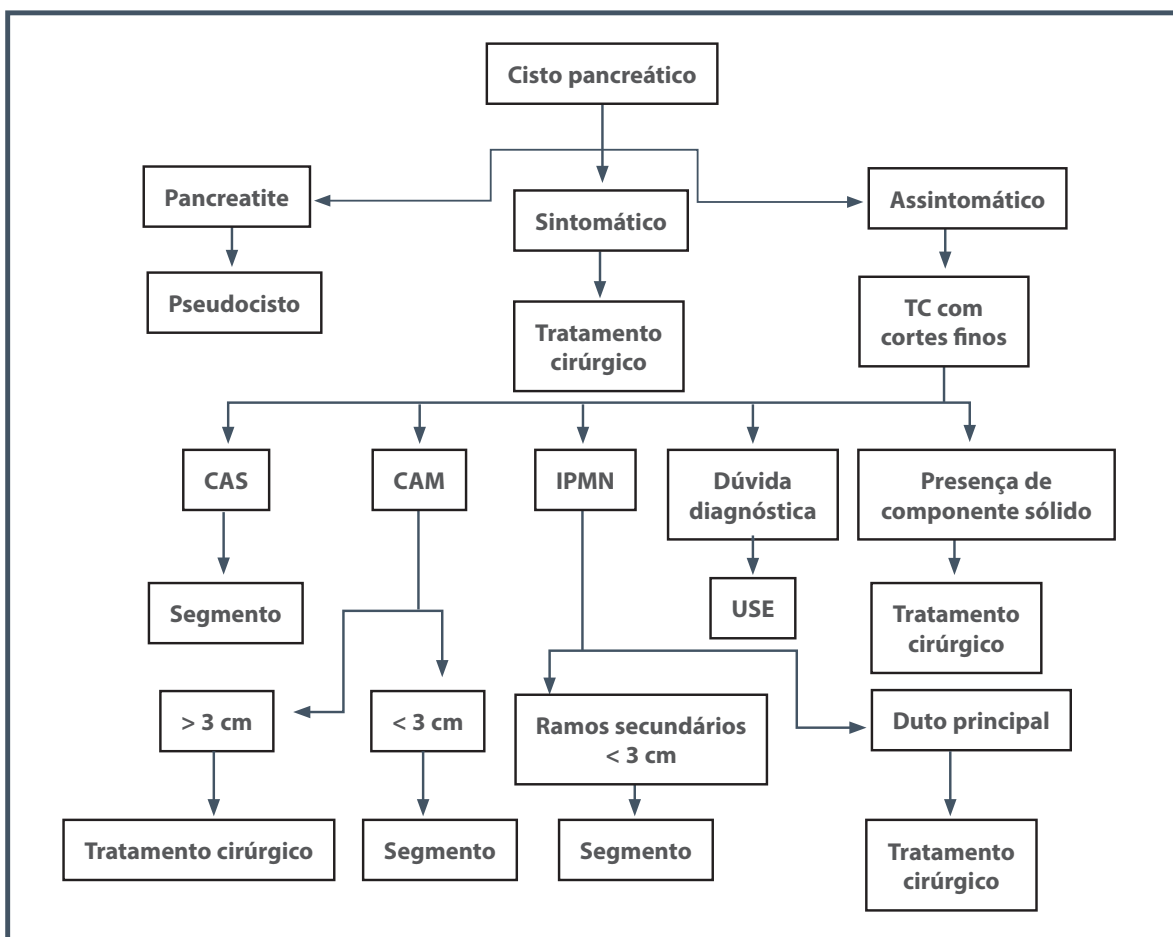 Cisto pancreático
Pancreatite
Sintomático
Assintomático
Pseudocisto
Tratamento
cirúrgico
TC com
cortes finos
CAS
CAM
IPMN
Dúvida
diagnóstica
Presença de
componente sólido
Segmento
USE
Tratamento
cirúrgico
> 3 cm
< 3 cm
Ramos secundários
< 3 cm
Duto principal
Tratamento cirúrgico
Segmento
Segmento
Tratamento
cirúrgico